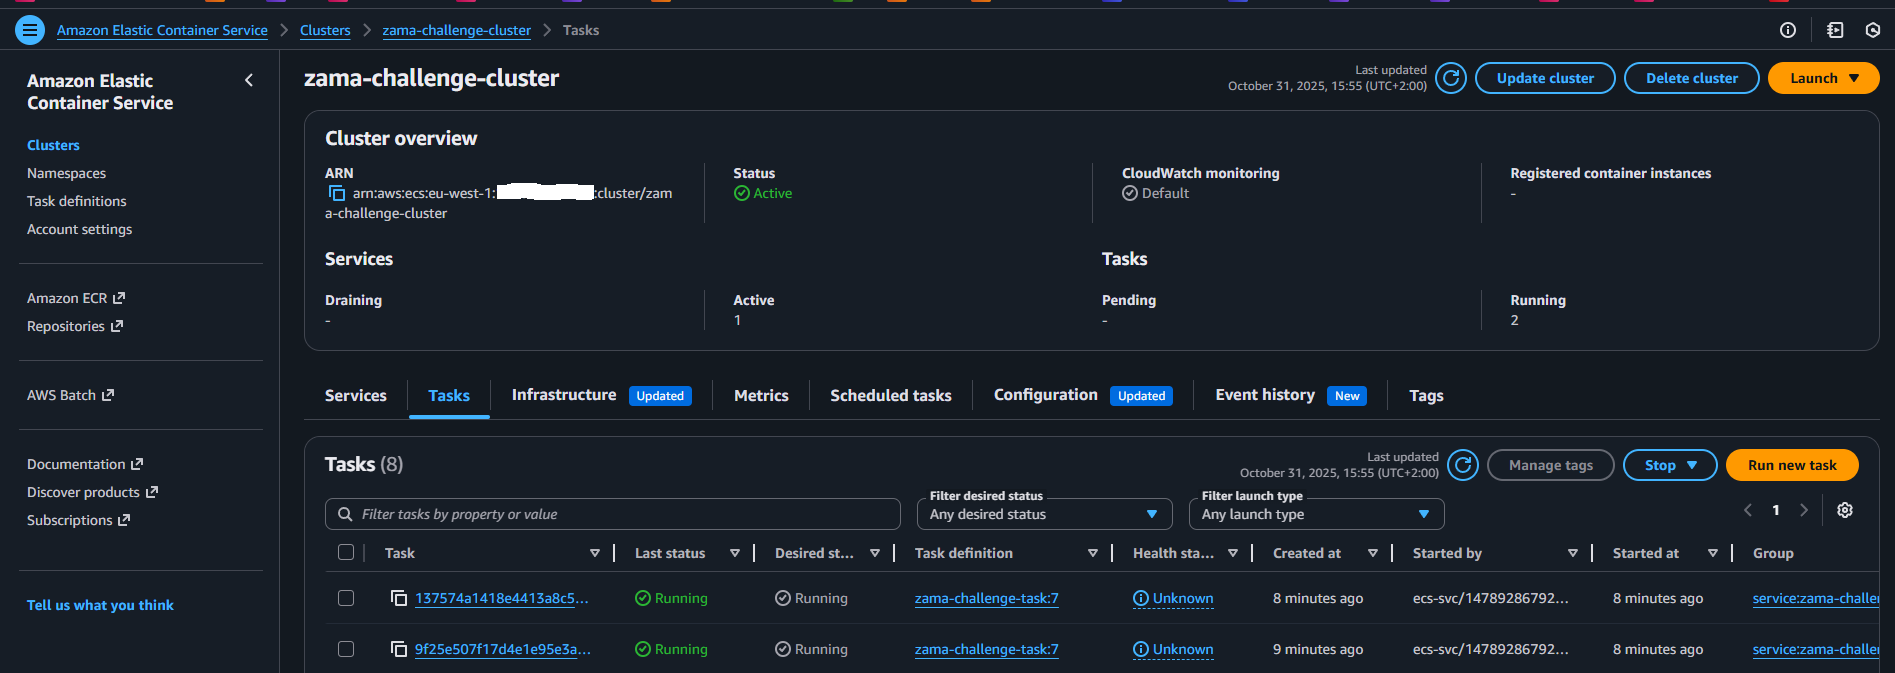 Amazon Elastic Container Service > Clusters > zama-challenge-cluster > Tasks
Amazon Elastic
Container Service
Clusters
Namespaces
Task definitions
Account settings
Amazon ECR
Repositories
AWS Batch
Documentation
Discover products
Subscriptions
Tell us what you think
zama-challenge-cluster
Last updated
October 31, 2025, 15:55 (UTC+2:00)
Update cluster
Delete cluster
Launch
Cluster overview
ARN
arn:aws:ecs:eu-west-1: :cluster/zam
a-challenge-cluster
Status
Active
CloudWatch monitoring
Default
Registered container instances
-
Services
Draining
-
Active
1
Tasks
Pending
-
Running
2
Services Tasks Infrastructure Updated Metrics Scheduled tasks Configuration Updated Event history New Tags
Tasks (8)
Last updated
October 31, 2025, 15:55 (UTC+2:00)
Manage tags
Stop
Run new task
Filter tasks by property or value
Filter desired status
Any desired status
Filter launch type
Any launch type
1
Task Last status Desired st... Task definition Health sta... Created at Started by Started at Group
137574a1418e4413a8c5... Running Running zama-challenge-task:7 Unknown 8 minutes ago ecs-svc/14789286792... 8 minutes ago service:zama-challe
9f25e507f17d4e1e95e3a... Running Running zama-challenge-task:7 Unknown 9 minutes ago ecs-svc/14789286792... 8 minutes ago service:zama-challe